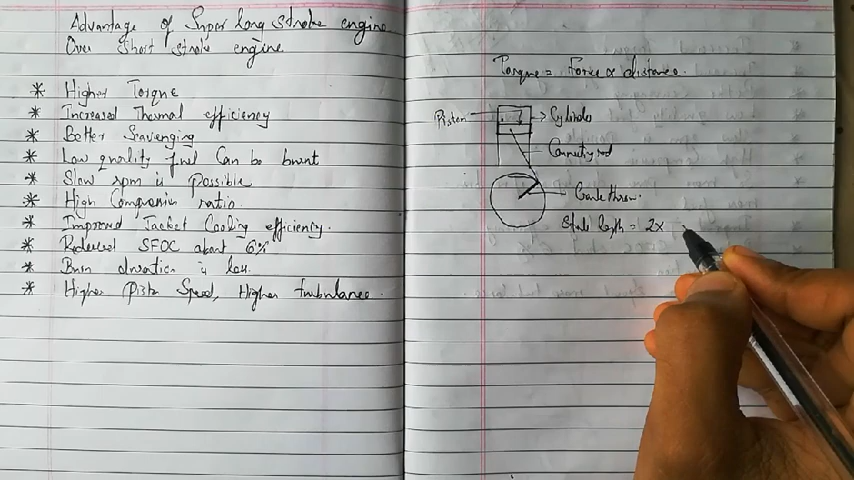 Advantage of Super long stroke engine
Over Short stroke engine
* Higher Torque
* Increased Thermal efficiency
* Better Scavenging
* Low quality fuel Can be burnt
* Slow rpm is possible
* High Compression ratio
* Improved Jacket Cooling efficiency.
* Reduced SFOC about -6%
* Burn duration is less.
* Higher Piston Speed, Higher turbulance.
Torque = Force x distance.
Piston
Cylinder
Connecting rod
Crank throw.
Stroke length = 2x